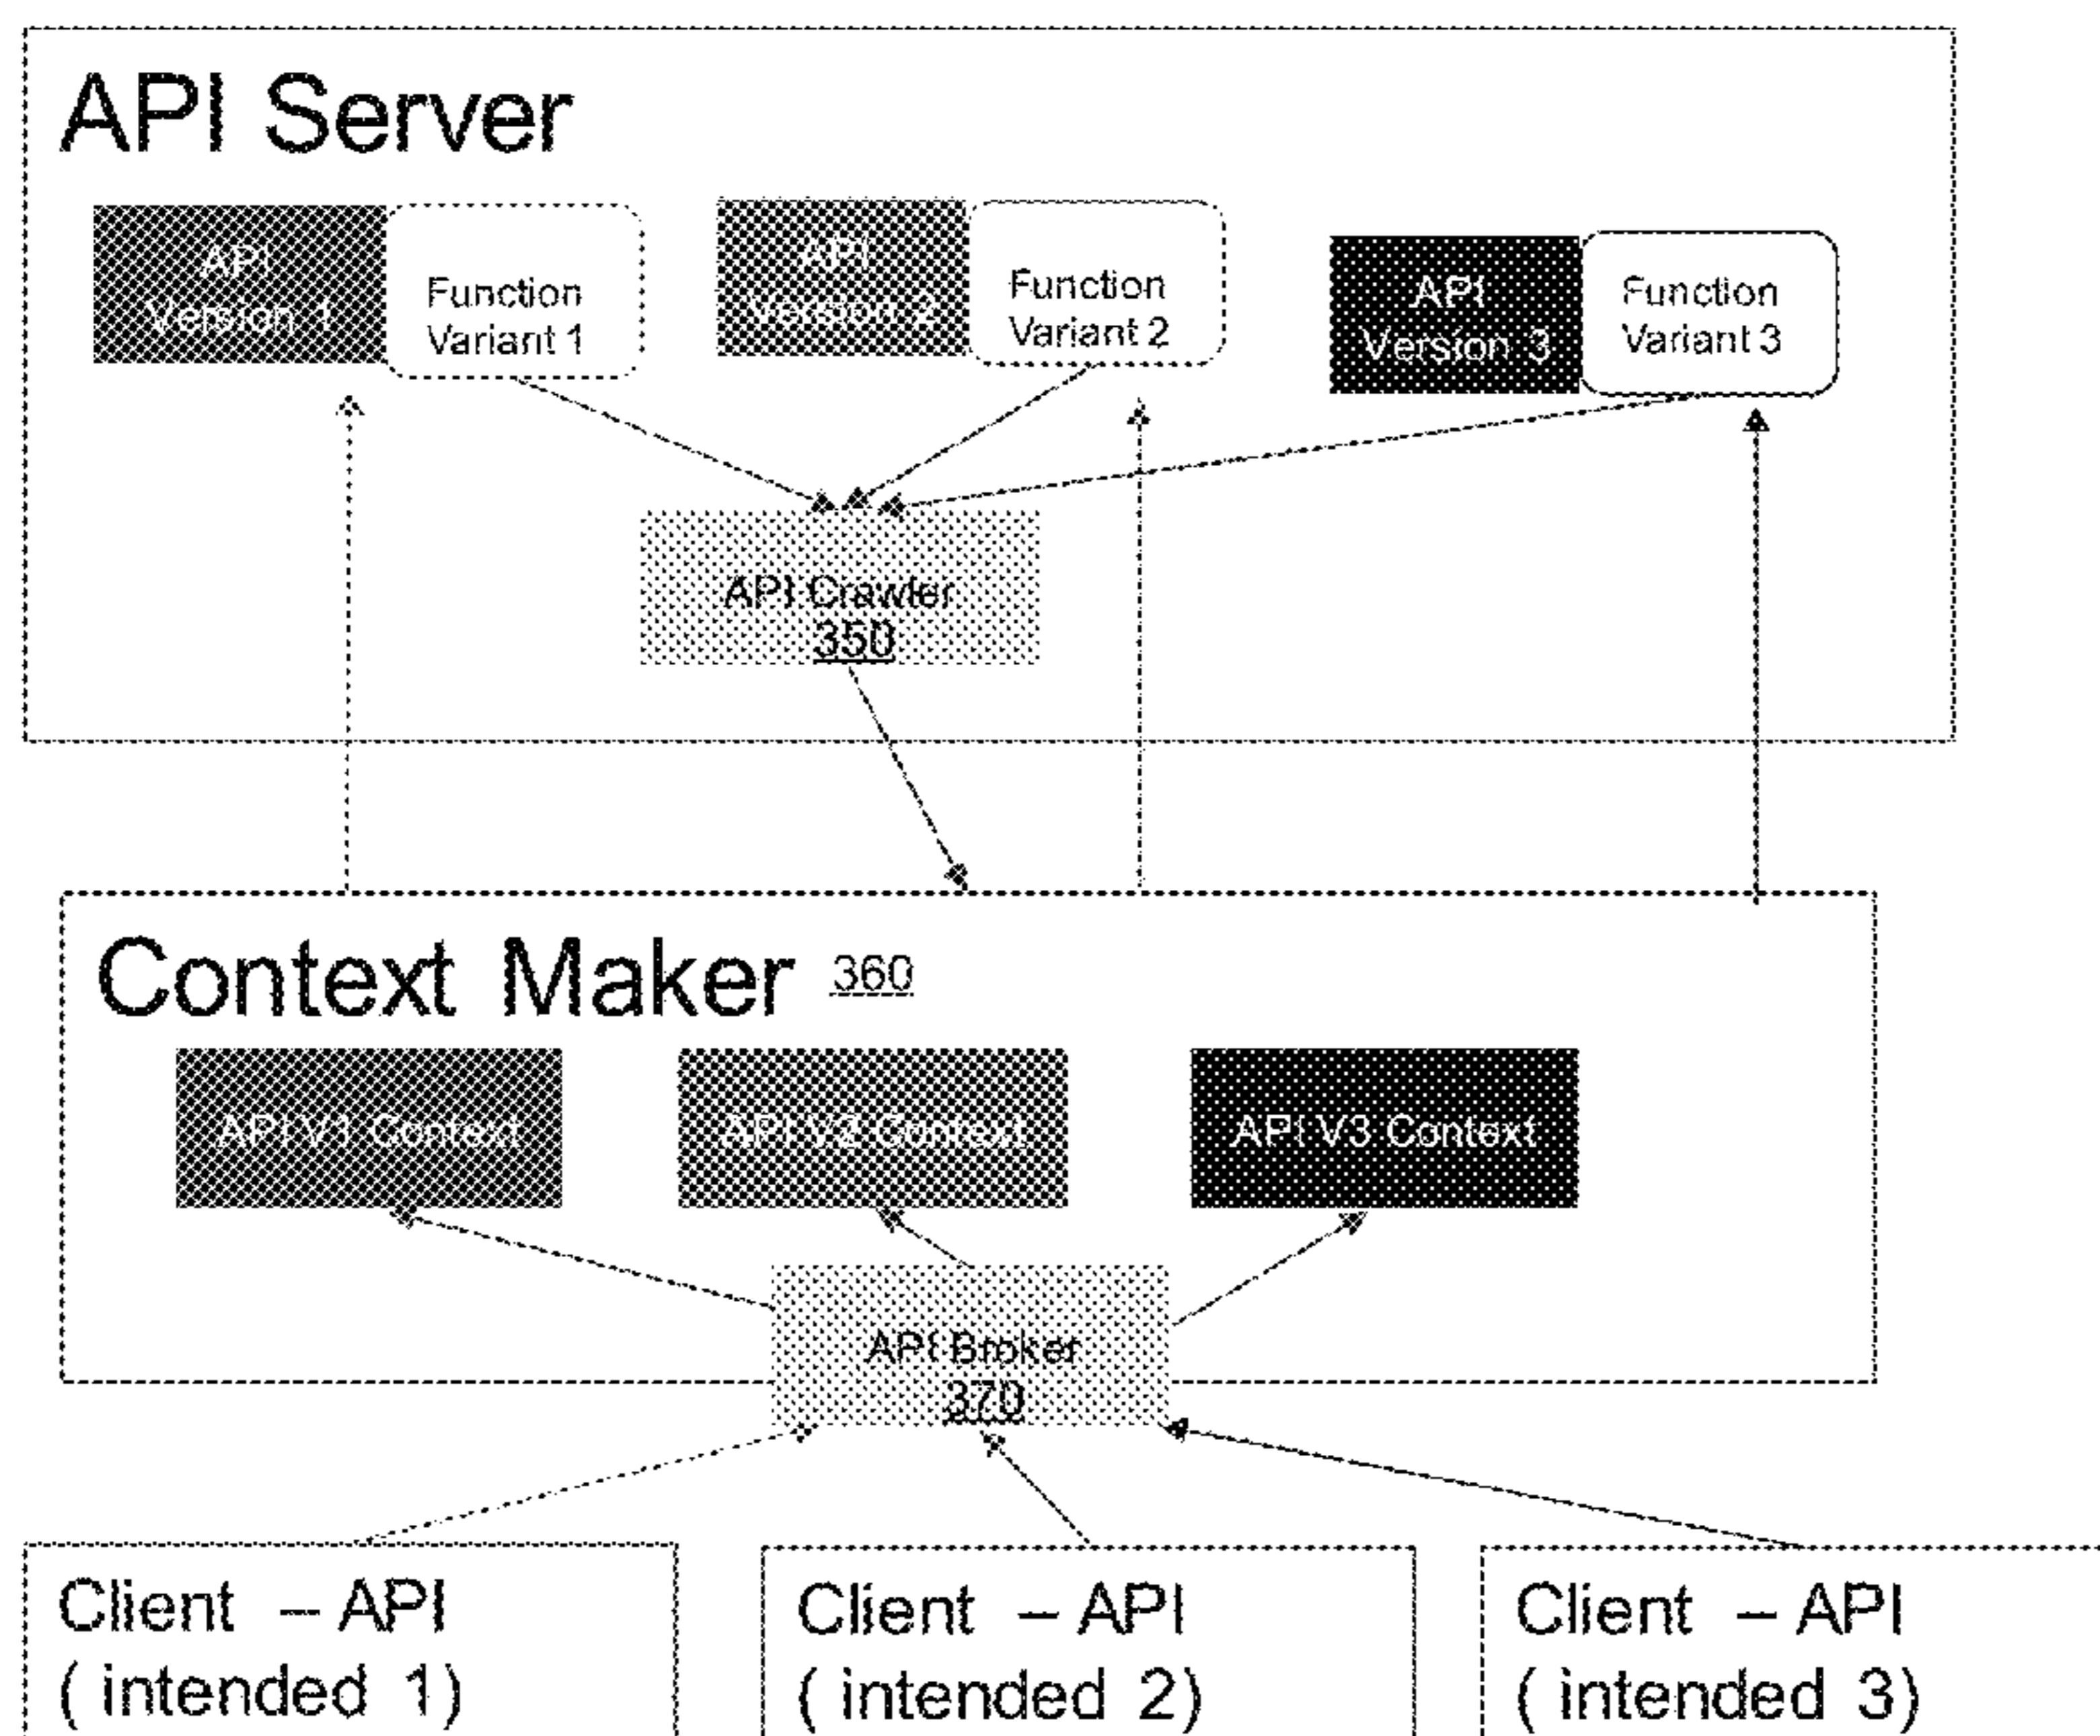 API Server
API
Version 1
Function
Variant 1
API
Version 2
Function
Variant 2
API
Version 3
Function
Variant 3
API Crawler
350
Context Maker 360
API V1 Context
API V2 Context
API V3 Context
API Broker
370
Client – API
( intended 1)
Client – API
( intended 2)
Client – API
( intended 3)